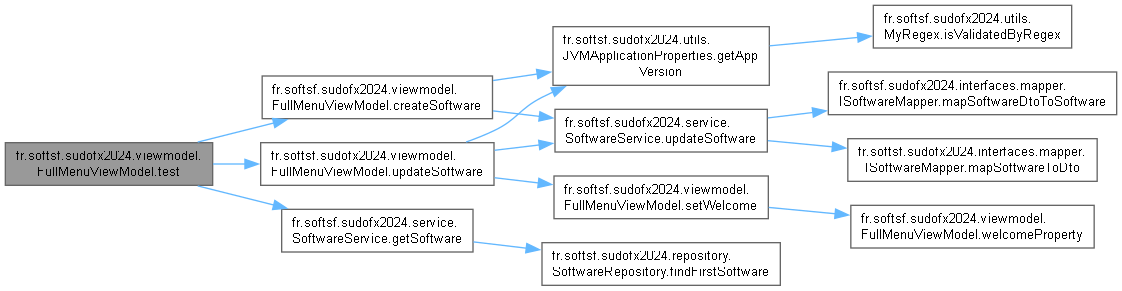 fr.softsf.sudofx2024.viewmodel.
FullMenuViewModel.test
fr.softsf.sudofx2024.viewmodel.
FullMenuViewModel.createSoftware
fr.softsf.sudofx2024.viewmodel.
FullMenuViewModel.updateSoftware
fr.softsf.sudofx2024.service.
SoftwareService.getSoftware
fr.softsf.sudofx2024.utils.
JVMApplicationProperties.getApp
Version
fr.softsf.sudofx2024.service.
SoftwareService.updateSoftware
fr.softsf.sudofx2024.viewmodel.
FullMenuViewModel.setWelcome
fr.softsf.sudofx2024.repository.
SoftwareRepository.findFirstSoftware
fr.softsf.sudofx2024.utils.
MyRegex.isValidatedByRegex
fr.softsf.sudofx2024.interfaces.mapper.
ISoftwareMapper.mapSoftwareDtoToSoftware
fr.softsf.sudofx2024.interfaces.mapper.
ISoftwareMapper.mapSoftwareToDto
fr.softsf.sudofx2024.viewmodel.
FullMenuViewModel.welcomeProperty